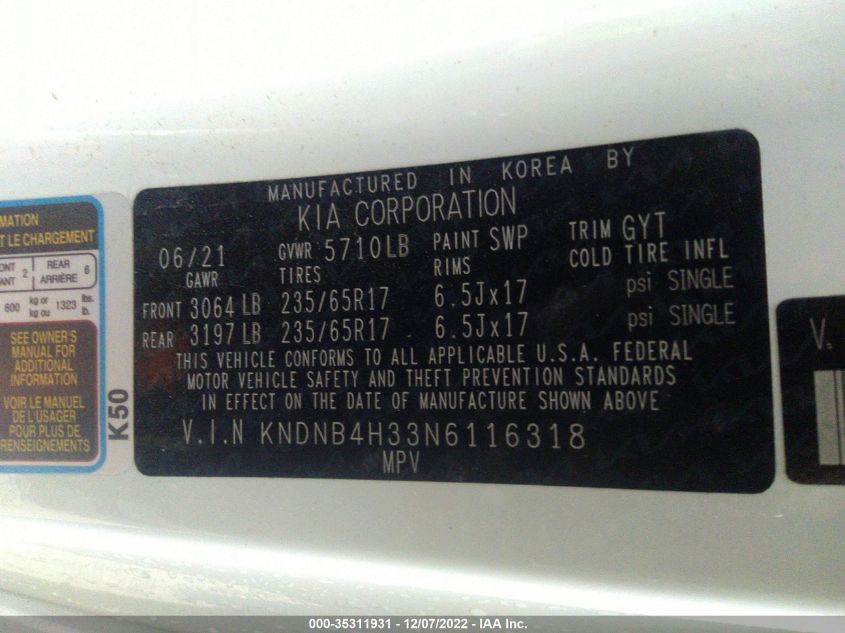 MANUFACTURED IN KOREA BY
KIA CORPORATION
06/21 GVWR 5710LB PAINT SWP TRIM GYT
GAWR TIRES RIMS COLD TIRE INFL
FRONT 3064 LB 235/65R17 6.5Jx17 psi SINGLE
REAR 3197 LB 235/65R17 6.5Jx17 psi SINGLE
THIS VEHICLE CONFORMS TO ALL APPLICABLE U.S.A. FEDERAL
MOTOR VEHICLE SAFETY AND THEFT PREVENTION STANDARDS
IN EFFECT ON THE DATE OF MANUFACTURE SHOWN ABOVE
V.I.N KNDNB4H33N6116318
MPV
MATION
T LE CHARGEMENT
ONT 2 REAR 6
ANT ARRIÈRE
600 kg or 1323 lbs.
kg ou lb.
SEE OWNER'S
MANUAL FOR
ADDITIONAL
INFORMATION
VOIR LE MANUEL
DE L'USAGER
POUR PLUS DE
RENSEIGNEMENTS
K50
V.
000-35311931 - 12/07/2022 - IAA Inc.